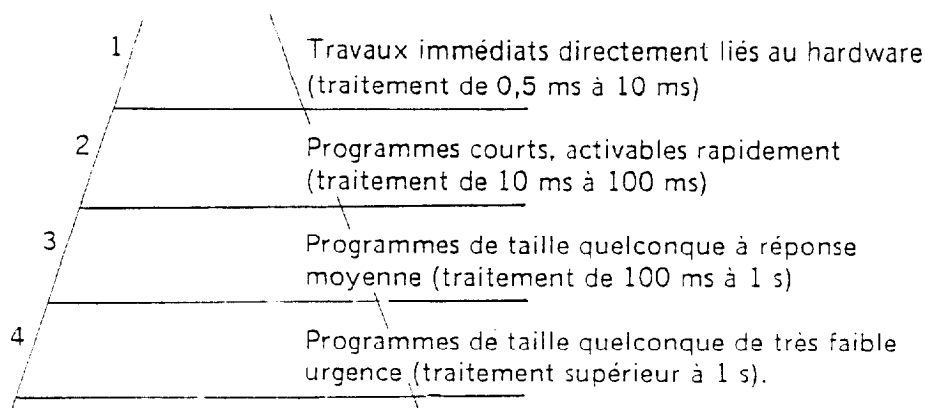 1 Travaux immédiats directement liés au hardware
(traitement de 0,5 ms à 10 ms)
2 Programmes courts, activables rapidement
(traitement de 10 ms à 100 ms)
3 Programmes de taille quelconque à réponse
moyenne (traitement de 100 ms à 1 s)
4 Programmes de taille quelconque de très faible
urgence (traitement supérieur à 1 s).